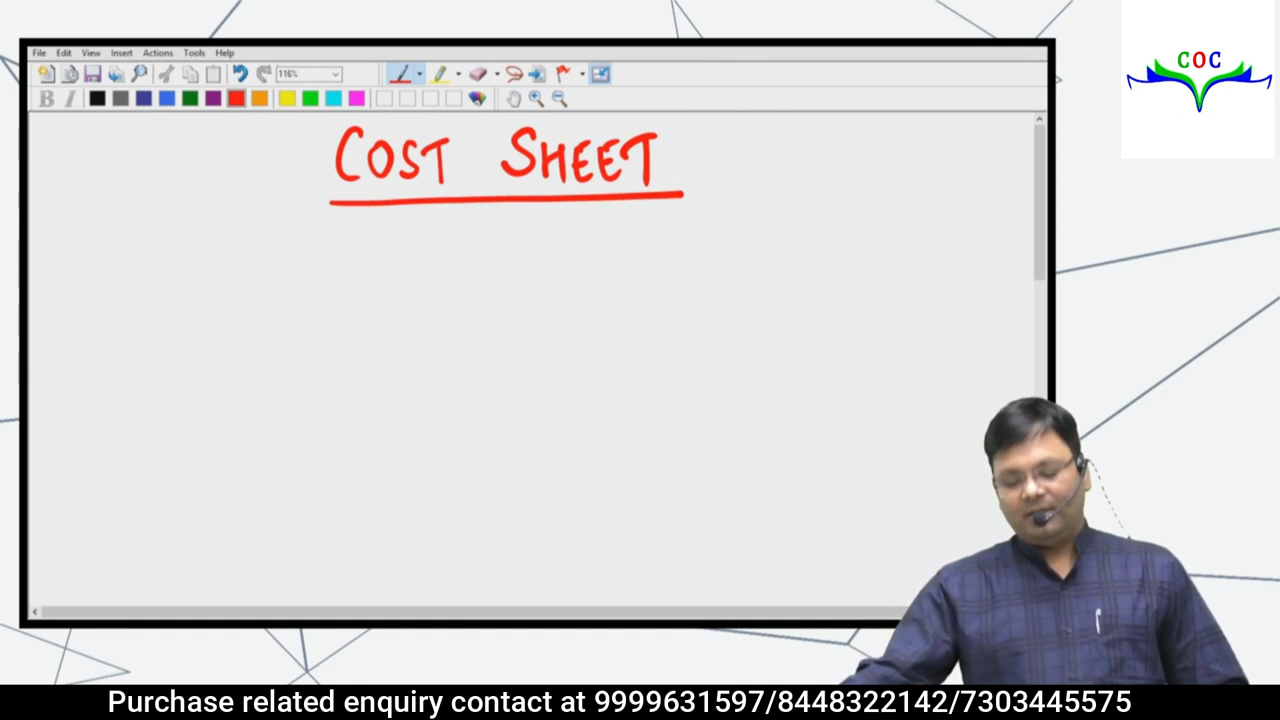 COC
File Edit View Insert Actions Tools Help
116%
B I
COST SHEET
Purchase related enquiry contact at 9999631597/8448322142/7303445575